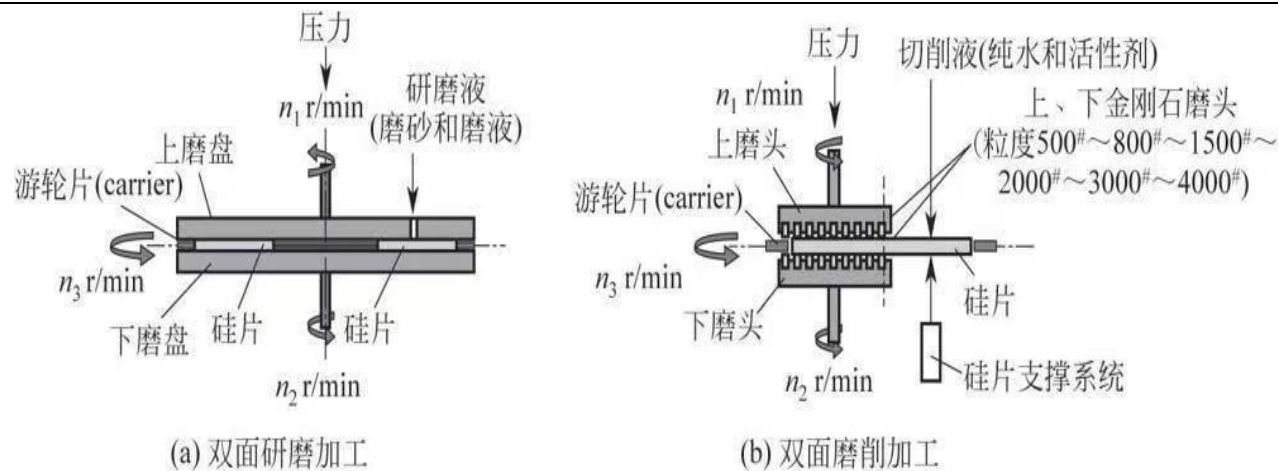 压力
研磨液
(磨砂和磨液)
n₁ r/min
上磨盘
游轮片(carrier)
n₃ r/min
下磨盘
硅片
硅片
n₂ r/min
(a) 双面研磨加工
压力
切削液(纯水和活性剂)
n₁ r/min
上、下金刚石磨头
(粒度500#～800#～1500#～
2000#～3000#～4000#)
上磨头
游轮片(carrier)
n₃ r/min
下磨头
硅片
n₂ r/min
硅片支撑系统
(b) 双面磨削加工